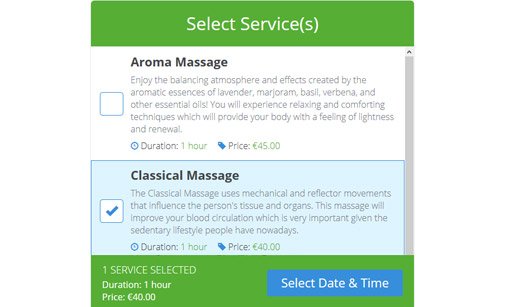 Select Service(s)
Aroma Massage
Enjoy the balancing atmosphere and effects created by the
aromatic essences of lavender, marjoram, basil, verbena, and
other essential oils! You will experience relaxing and comforting
techniques which will provide your body with a feeling of lightness
and renewal.
Duration: 1 hour Price: €45.00
Classical Massage
The Classical Massage uses mechanical and reflector movements
that influence the person's tissue and organs. This massage will
improve your blood circulation which is very important given the
sedentary lifestyle people have nowadays.
Duration: 1 hour Price: €40.00
1 SERVICE SELECTED
Duration: 1 hour
Price: €40.00
Select Date & Time